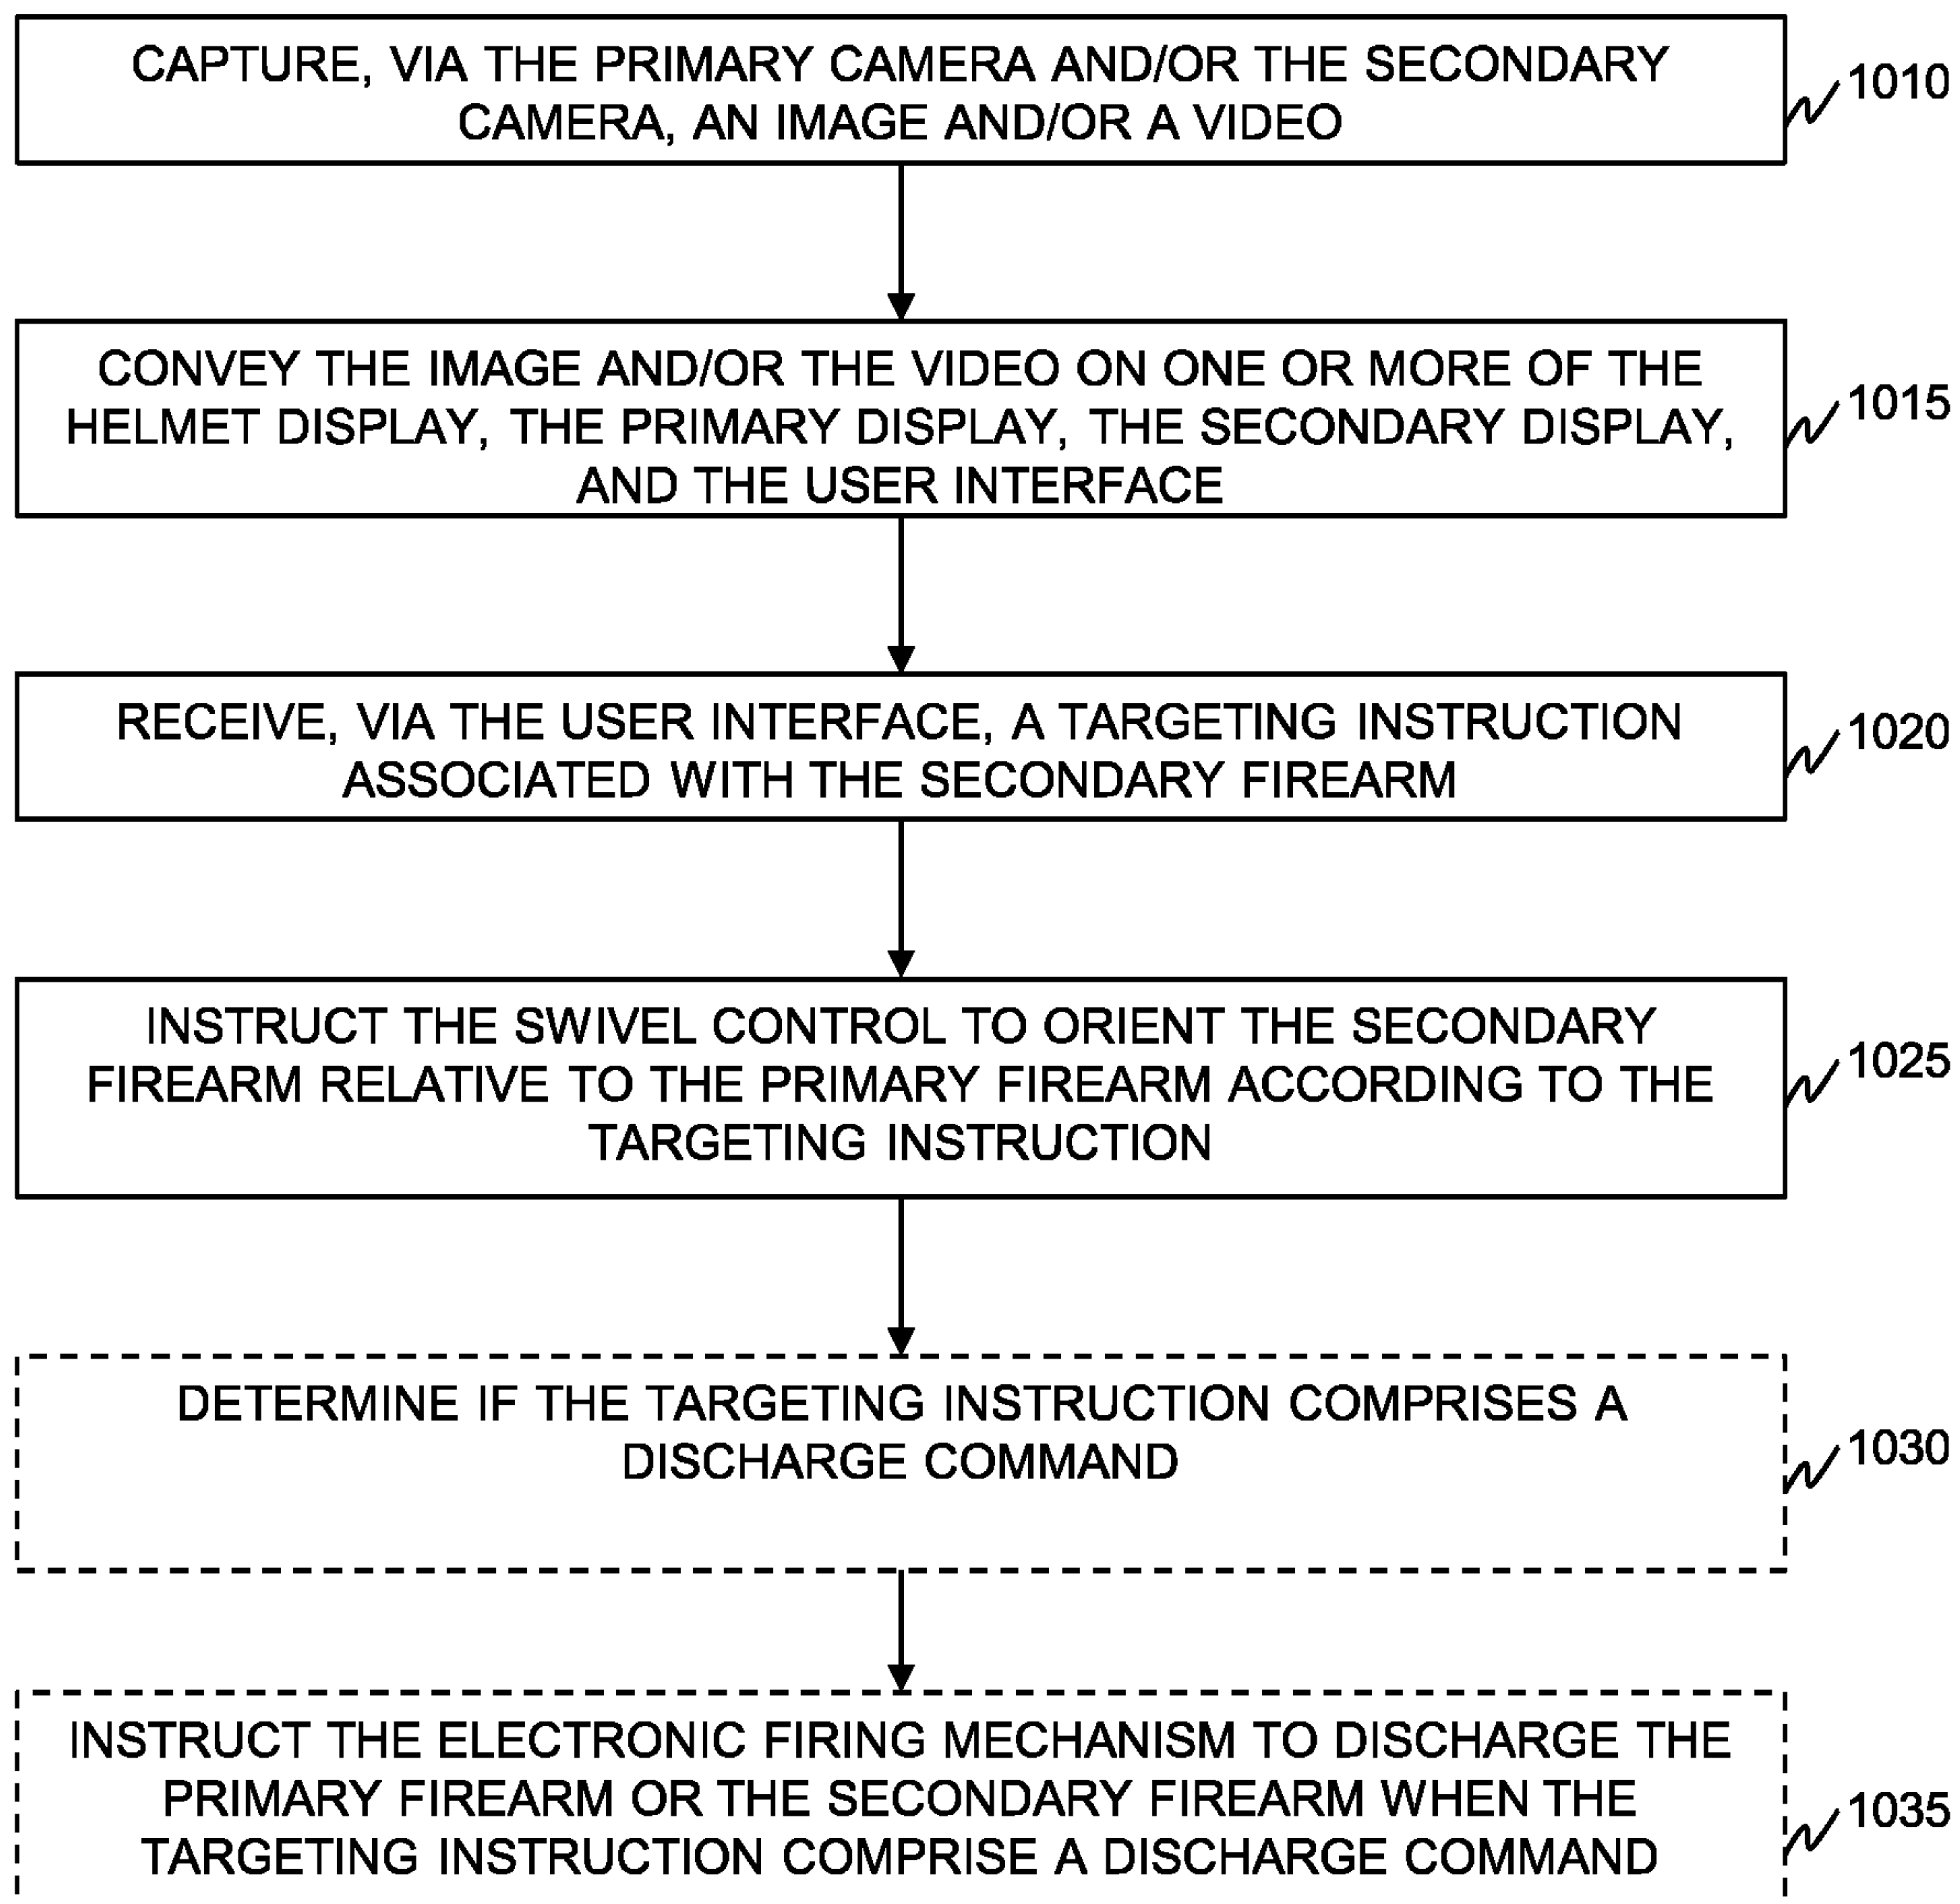 CAPTURE, VIA THE PRIMARY CAMERA AND/OR THE SECONDARY
CAMERA, AN IMAGE AND/OR A VIDEO
1010
CONVEY THE IMAGE AND/OR THE VIDEO ON ONE OR MORE OF THE
HELMET DISPLAY, THE PRIMARY DISPLAY, THE SECONDARY DISPLAY,
AND THE USER INTERFACE
1015
RECEIVE, VIA THE USER INTERFACE, A TARGETING INSTRUCTION
ASSOCIATED WITH THE SECONDARY FIREARM
1020
INSTRUCT THE SWIVEL CONTROL TO ORIENT THE SECONDARY
FIREARM RELATIVE TO THE PRIMARY FIREARM ACCORDING TO THE
TARGETING INSTRUCTION
1025
DETERMINE IF THE TARGETING INSTRUCTION COMPRISES A
DISCHARGE COMMAND
1030
INSTRUCT THE ELECTRONIC FIRING MECHANISM TO DISCHARGE THE
PRIMARY FIREARM OR THE SECONDARY FIREARM WHEN THE
TARGETING INSTRUCTION COMPRISE A DISCHARGE COMMAND
1035